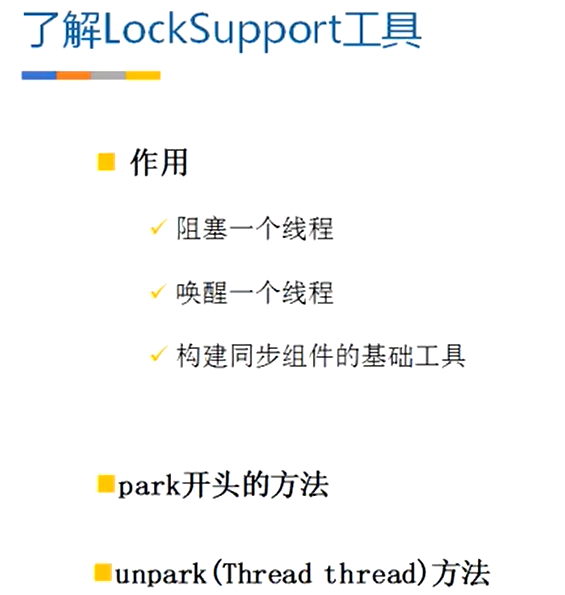 了解LockSupport工具
作用
阻塞一个线程
唤醒一个线程
构建同步组件的基础工具
park开头的方法
unpark(Thread thread)方法